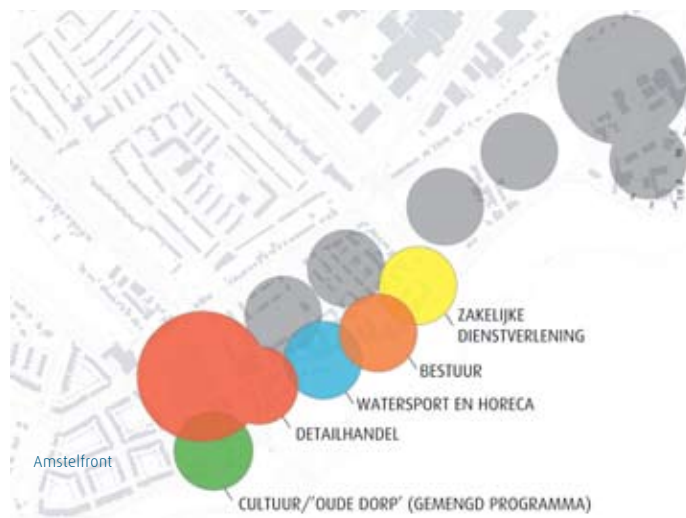 ZAKELIJKE
DIENSTVERLENING
BESTUUR
WATERSPORT EN HORECA
DETAILHANDEL
Amstelfront
CULTUUR/'OUDE DORP' (GEMENGD PROGRAMMA)